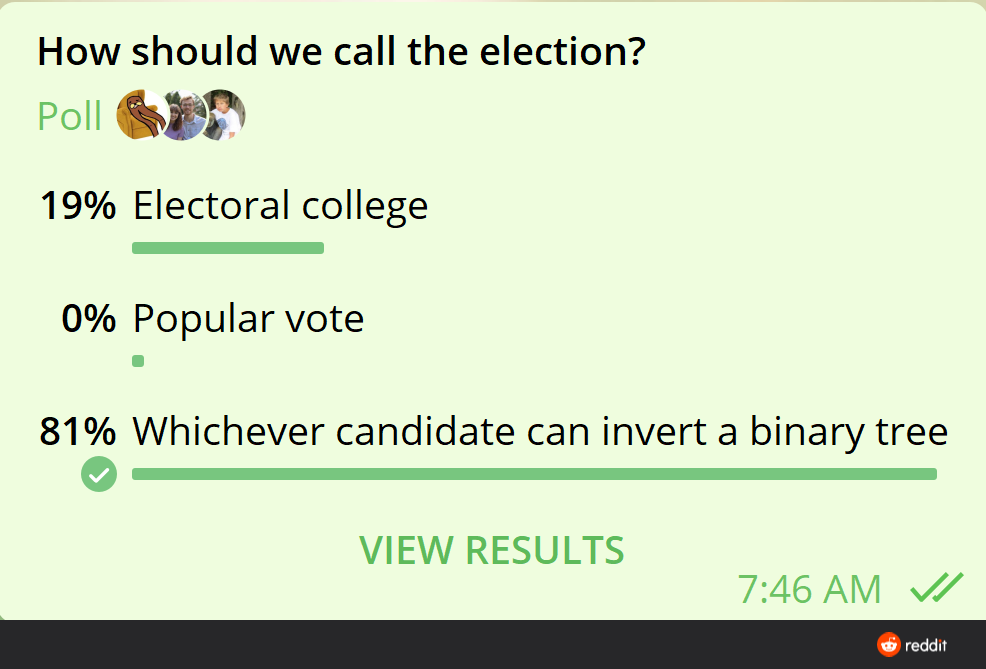 How should we call the election?
Poll
19% Electoral college
0% Popular vote
81% Whichever candidate can invert a binary tree
VIEW RESULTS
7:46 AM
reddit